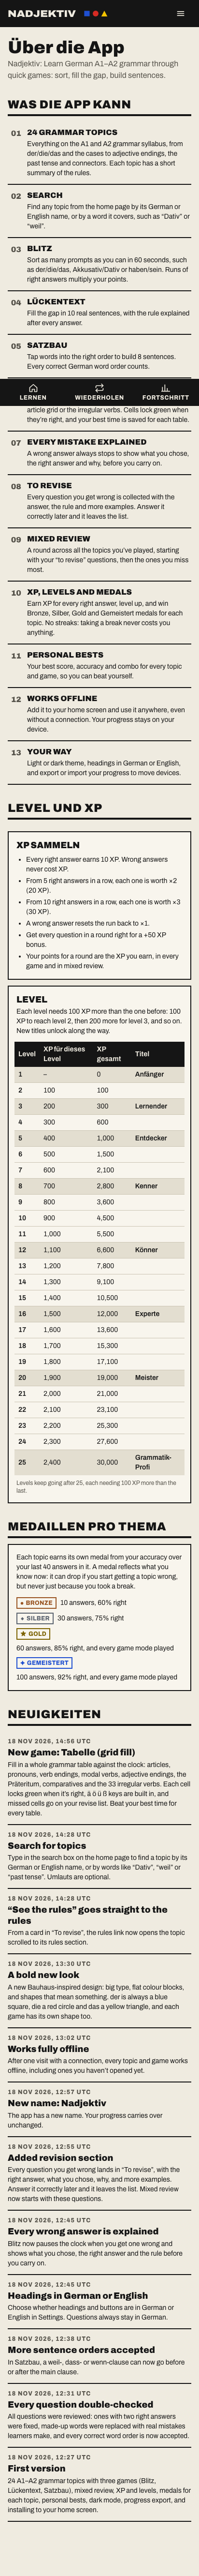 NADJEKTIV
Über die App
Nadjektiv: Learn German A1–A2 grammar through
quick games: sort, fill the gap, build sentences.
WAS DIE APP KANN
01 24 GRAMMAR TOPICS
Everything on the A1 and A2 grammar syllabus, from
der/die/das and the cases to adjective endings, the
past tense and connectors. Each topic has a short
summary of the rules.
02 SEARCH
Find any topic from the home page by its German or
English name, or by a word it covers, such as “Dativ” or
“weil”.
03 BLITZ
Sort as many prompts as you can in 60 seconds, such
as der/die/das, Akkusativ/Dativ or haben/sein. Runs of
right answers multiply your points.
04 LÜCKENTEXT
Fill the gap in 10 real sentences, with the rule explained
after every answer.
05 SATZBAU
Tap words into the right order to build 8 sentences.
Every correct German word order counts.
LERNEN
WIEDERHOLEN
FORTSCHRITT
article grid or the irregular verbs. Cells lock green when
they're right, and your best time is saved for each table.
07 EVERY MISTAKE EXPLAINED
A wrong answer always stops to show what you chose,
the right answer and why, before you carry on.
08 TO REVISE
Every question you get wrong is collected with the
answer, the rule and more examples. Answer it
correctly later and it leaves the list.
09 MIXED REVIEW
A round across all the topics you've played, starting
with your “to revise” questions, then the ones you miss
most.
10 XP, LEVELS AND MEDALS
Earn XP for every right answer, level up, and win
Bronze, Silber, Gold and Gemeistert medals for each
topic. No streaks: taking a break never costs you
anything.
11 PERSONAL BESTS
Your best score, accuracy and combo for every topic
and game, so you can beat yourself.
12 WORKS OFFLINE
Add it to your home screen and use it anywhere, even
without a connection. Your progress stays on your
device.
13 YOUR WAY
Light or dark theme, headings in German or English,
and export or import your progress to move devices.
LEVEL UND XP
XP SAMMELN
• Every right answer earns 10 XP. Wrong answers
never cost XP.
• From 5 right answers in a row, each one is worth ×2
(20 XP).
• From 10 right answers in a row, each one is worth ×3
(30 XP).
• A wrong answer resets the run back to ×1.
• Get every question in a round right for a +50 XP
bonus.
• Your points for a round are the XP you earn, in every
game and in mixed review.
LEVEL
Each level needs 100 XP more than the one before: 100
XP to reach level 2, then 200 more for level 3, and so on.
New titles unlock along the way.
Level XP für dieses Level XP gesamt Titel
1 – 0 Anfänger
2 100 100
3 200 300 Lernender
4 300 600
5 400 1,000 Entdecker
6 500 1,500
7 600 2,100
8 700 2,800 Kenner
9 800 3,600
10 900 4,500
11 1,000 5,500
12 1,100 6,600 Könner
13 1,200 7,800
14 1,300 9,100
15 1,400 10,500
16 1,500 12,000 Experte
17 1,600 13,600
18 1,700 15,300
19 1,800 17,100
20 1,900 19,000 Meister
21 2,000 21,000
22 2,100 23,100
23 2,200 25,300
24 2,300 27,600
25 2,400 30,000 Grammatik-Profi
Levels keep going after 25, each needing 100 XP more than the
last.
MEDAILLEN PRO THEMA
Each topic earns its own medal from your accuracy over
your last 40 answers in it. A medal reflects what you
know now: it can drop if you start getting a topic wrong,
but never just because you took a break.
● BRONZE 10 answers, 60% right
● SILBER 30 answers, 75% right
★ GOLD
60 answers, 85% right, and every game mode played
✦ GEMEISTERT
100 answers, 92% right, and every game mode played
NEUIGKEITEN
18 NOV 2026, 14:56 UTC
New game: Tabelle (grid fill)
Fill in a whole grammar table against the clock: articles,
pronouns, verb endings, modal verbs, adjective endings, the
Präteritum, comparatives and the 33 irregular verbs. Each cell
locks green when it's right, ä ö ü ß keys are built in, and
missed cells go on your revise list. Beat your best time for
every table.
18 NOV 2026, 14:28 UTC
Search for topics
Type in the search box on the home page to find a topic by its
German or English name, or by words like “Dativ”, “weil” or
“past tense”. Umlauts are optional.
18 NOV 2026, 14:28 UTC
“See the rules” goes straight to the
rules
From a card in “To revise”, the rules link now opens the topic
scrolled to its rules section.
18 NOV 2026, 13:30 UTC
A bold new look
A new Bauhaus-inspired design: big type, flat colour blocks,
and shapes that mean something. der is always a blue
square, die a red circle and das a yellow triangle, and each
game has its own shape too.
18 NOV 2026, 13:02 UTC
Works fully offline
After one visit with a connection, every topic and game works
offline, including ones you haven't opened yet.
18 NOV 2026, 12:57 UTC
New name: Nadjektiv
The app has a new name. Your progress carries over
unchanged.
18 NOV 2026, 12:55 UTC
Added revision section
Every question you get wrong lands in “To revise”, with the
right answer, what you chose, why, and more examples.
Answer it correctly later and it leaves the list. Mixed review
now starts with these questions.
18 NOV 2026, 12:45 UTC
Every wrong answer is explained
Blitz now pauses the clock when you get one wrong and
shows what you chose, the right answer and the rule before
you carry on.
18 NOV 2026, 12:45 UTC
Headings in German or English
Choose whether headings and buttons are in German or
English in Settings. Questions always stay in German.
18 NOV 2026, 12:38 UTC
More sentence orders accepted
In Satzbau, a weil-, dass- or wenn-clause can now go before
or after the main clause.
18 NOV 2026, 12:31 UTC
Every question double-checked
All questions were reviewed: ones with two right answers
were fixed, made-up words were replaced with real mistakes
learners make, and every correct word order is now accepted.
18 NOV 2026, 12:27 UTC
First version
24 A1–A2 grammar topics with three games (Blitz,
Lückentext, Satzbau), mixed review, XP and levels, medals for
each topic, personal bests, dark mode, progress export, and
installing to your home screen.